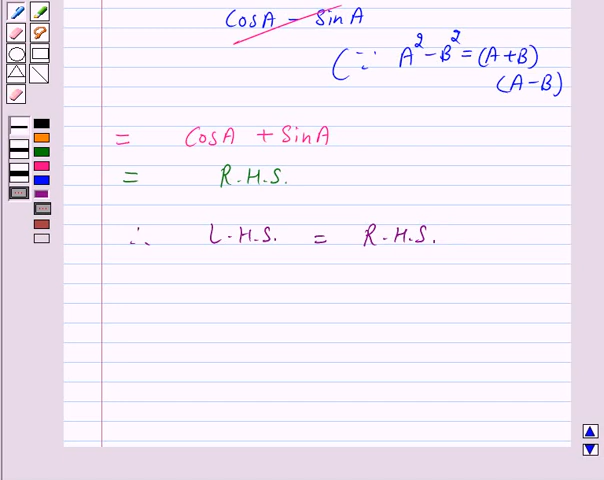 CosA - SinA
(∵ A² - B² = (A+B)
(A-B)
= CosA + SinA
= R.H.S.
∴ L.H.S. = R.H.S.